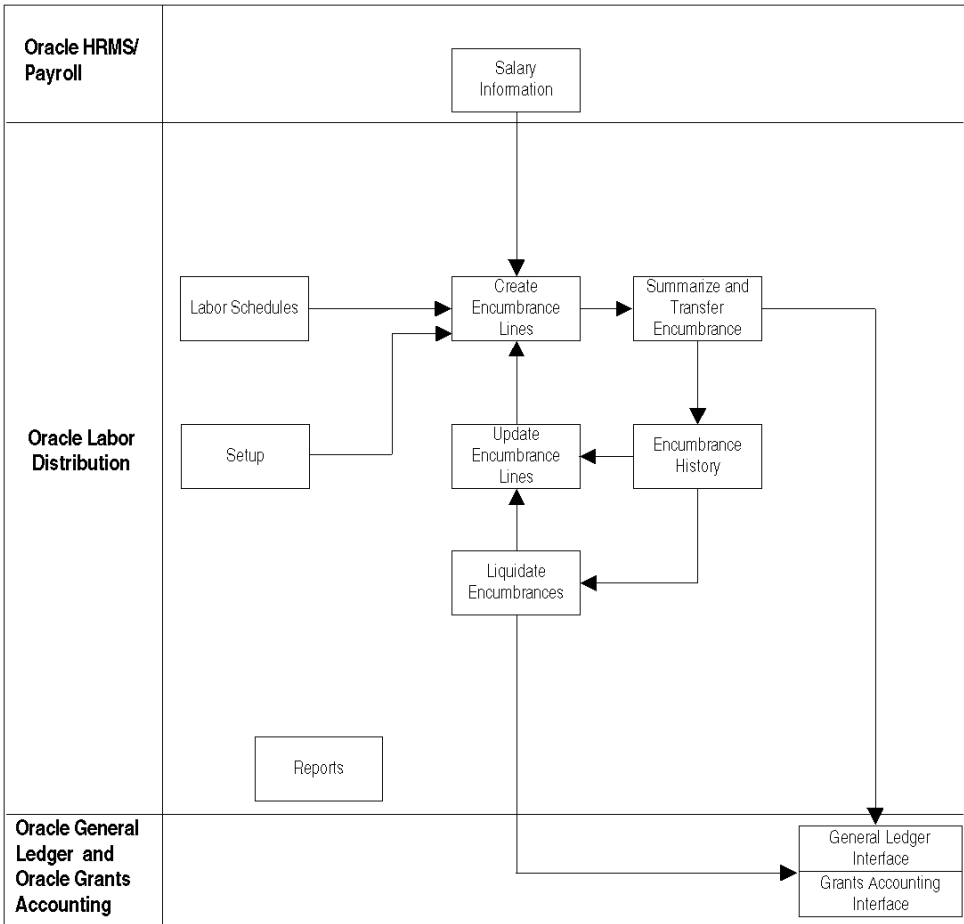 Oracle HRMS/
Payroll
Salary
Information
Labor Schedules
Create
Encumbrance
Lines
Summarize and
Transfer
Encumbrance
Oracle Labor
Distribution
Setup
Update
Encumbrance
Lines
Encumbrance
History
Liquidate
Encumbrances
Reports
Oracle General
Ledger and
Oracle Grants
Accounting
General Ledger
Interface
Grants Accounting
Interface